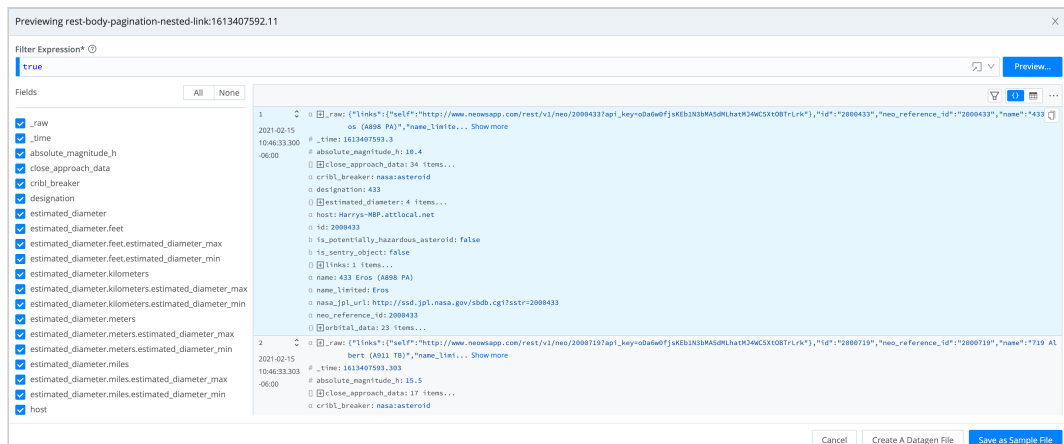 Previewing rest-body-pagination-nested-link:1613407592.11
Filter Expression*
true
Preview...
Fields
All None
_raw
_time
absolute_magnitude_h
close_approach_data
cribl_breaker
designation
estimated_diameter
estimated_diameter.feet
estimated_diameter.feet.estimated_diameter_max
estimated_diameter.feet.estimated_diameter_min
estimated_diameter.kilometers
estimated_diameter.kilometers.estimated_diameter_max
estimated_diameter.kilometers.estimated_diameter_min
estimated_diameter.meters
estimated_diameter.meters.estimated_diameter_max
estimated_diameter.meters.estimated_diameter_min
estimated_diameter.miles
estimated_diameter.miles.estimated_diameter_max
estimated_diameter.miles.estimated_diameter_min
host
1
2021-02-15
10:46:33.300
-06:00
α _raw: {"links":{"self":"http://www.neowsapp.com/rest/v1/neo/2000433?api_key=oDa6w0fjsKEb1N3bMASdMLhatMJ4WC5XtOBTrLrk"},"id":"2000433","neo_reference_id":"2000433","name":"433
os (A898 PA)","name_limite... Show more
# _time: 1613407593.3
# absolute_magnitude_h: 10.4
[] close_approach_data: 34 items...
α cribl_breaker: nasa:asteroid
α designation: 433
{} estimated_diameter: 4 items...
α host: Harrys-MBP.attlocal.net
α id: 2000433
b is_potentially_hazardous_asteroid: false
b is_sentry_object: false
{} links: 1 items...
α name: 433 Eros (A898 PA)
α name_limited: Eros
α nasa_jpl_url: http://ssd.jpl.nasa.gov/sbdb.cgi?sstr=2000433
α neo_reference_id: 2000433
{} orbital_data: 23 items...
2
2021-02-15
10:46:33.303
-06:00
α _raw: {"links":{"self":"http://www.neowsapp.com/rest/v1/neo/2000719?api_key=oDa6w0fjsKEb1N3bMASdMLhatMJ4WC5XtOBTrLrk"},"id":"2000719","neo_reference_id":"2000719","name":"719 Al
bert (A911 TB)","name_limi... Show more
# _time: 1613407593.303
# absolute_magnitude_h: 15.5
[] close_approach_data: 17 items...
α cribl_breaker: nasa:asteroid
Cancel
Create A Datagen File
Save as Sample File